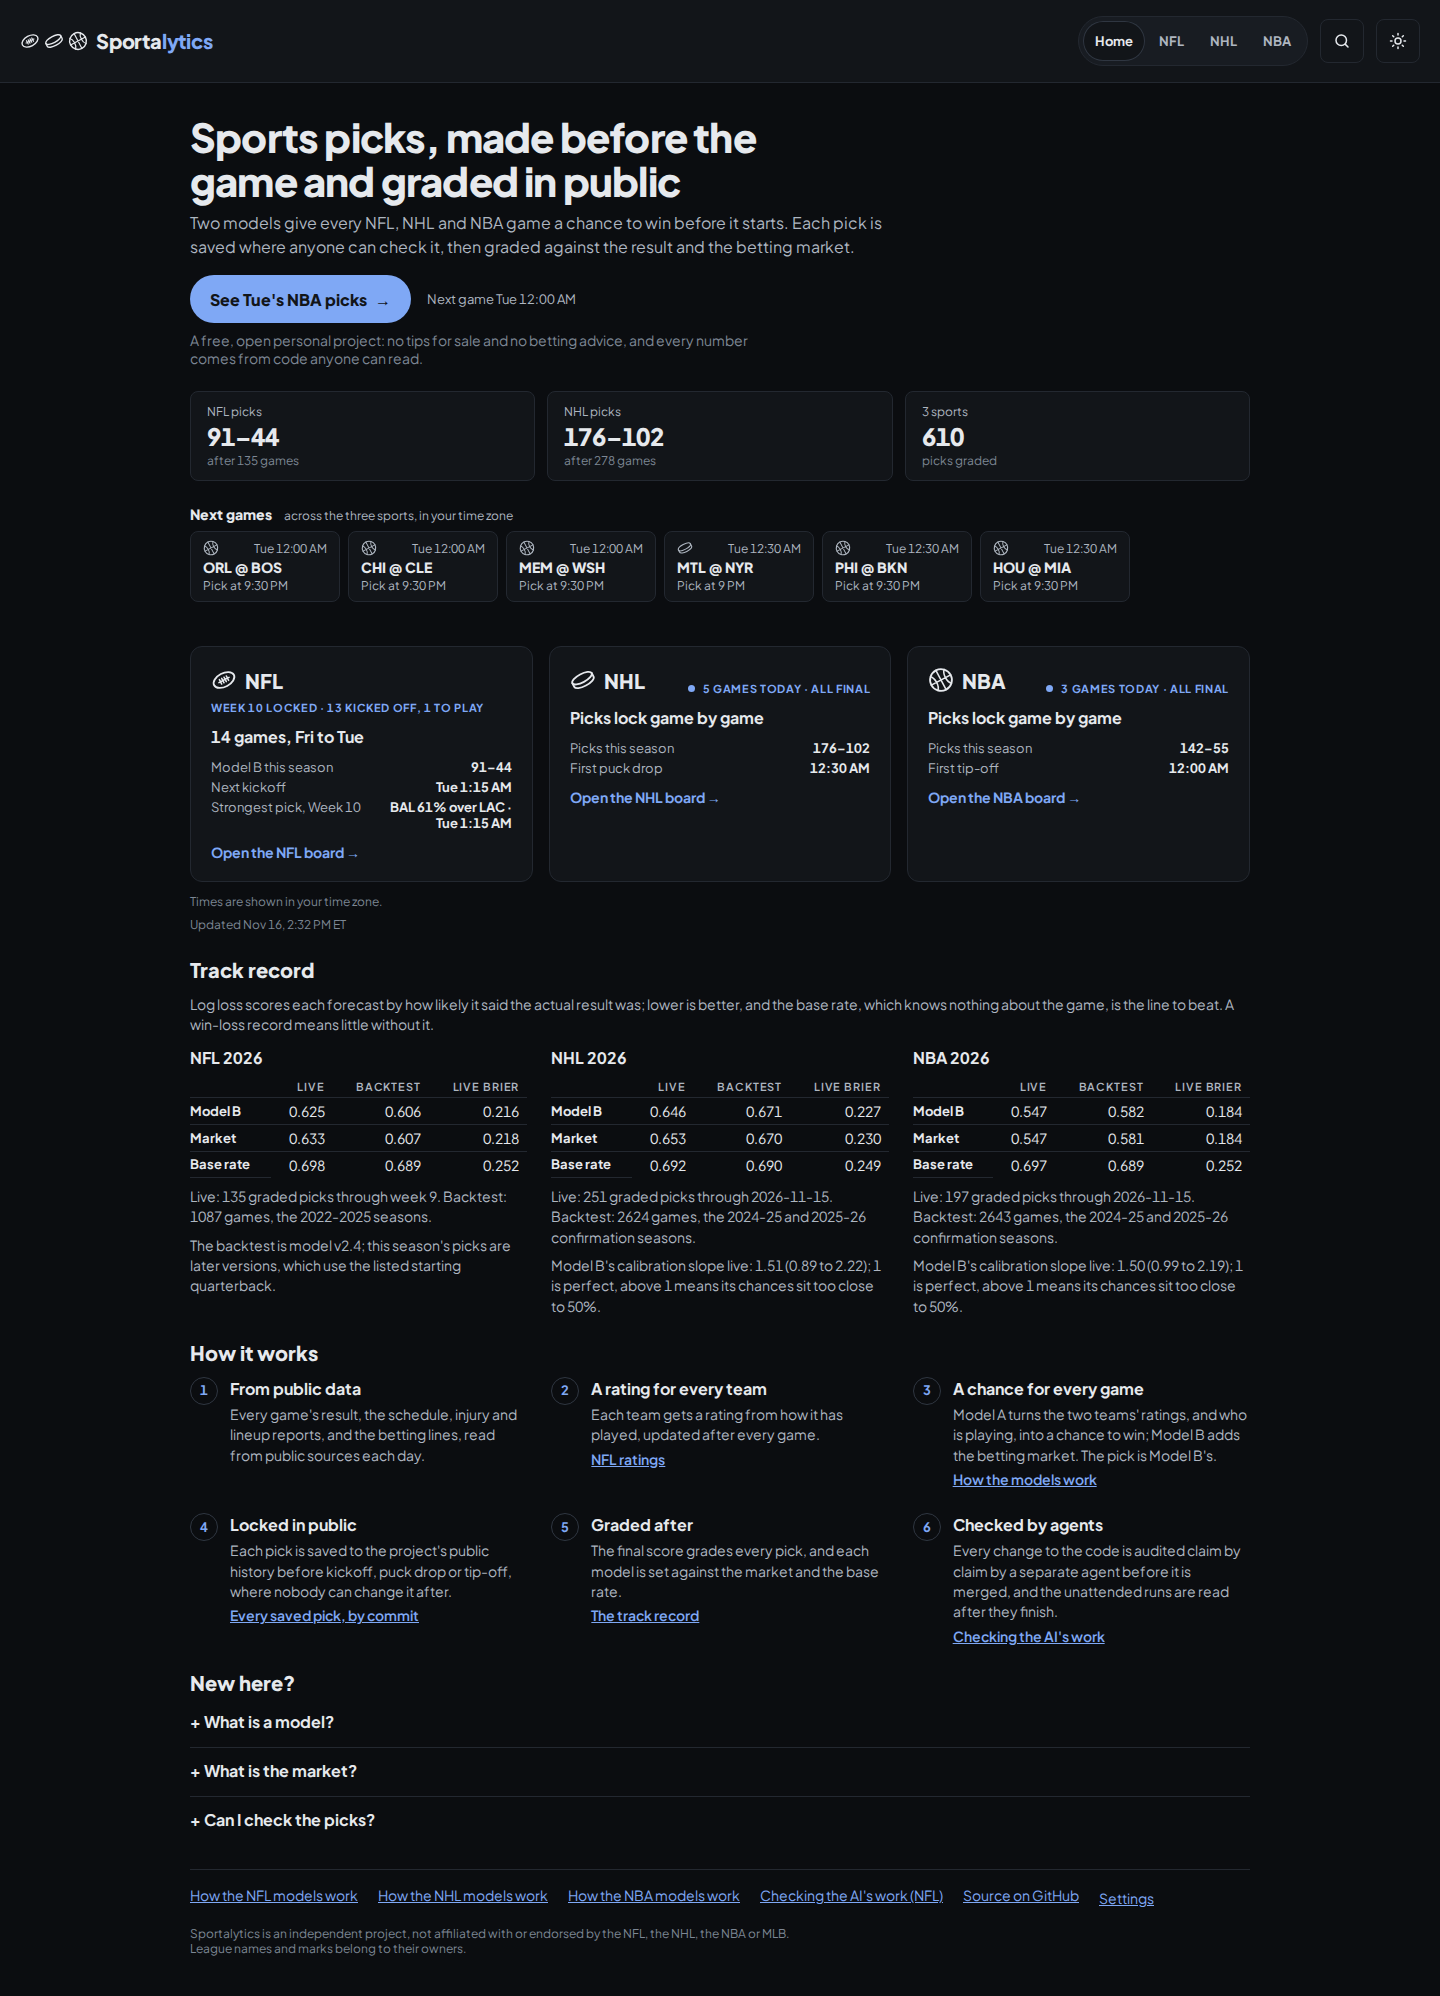 Sportalytics
Home NFL NHL NBA
Sports picks, made before the
game and graded in public
Two models give every NFL, NHL and NBA game a chance to win before it starts. Each pick is
saved where anyone can check it, then graded against the result and the betting market.
See Tue's NBA picks →
Next game Tue 12:00 AM
A free, open personal project: no tips for sale and no betting advice, and every number
comes from code anyone can read.
NFL picks
91–44
after 135 games
NHL picks
176–102
after 278 games
3 sports
610
picks graded
Next games across the three sports, in your time zone
Tue 12:00 AM
ORL @ BOS
Pick at 9:30 PM
Tue 12:00 AM
CHI @ CLE
Pick at 9:30 PM
Tue 12:00 AM
MEM @ WSH
Pick at 9:30 PM
Tue 12:30 AM
MTL @ NYR
Pick at 9 PM
Tue 12:30 AM
PHI @ BKN
Pick at 9:30 PM
Tue 12:30 AM
HOU @ MIA
Pick at 9:30 PM
NFL
WEEK 10 LOCKED · 13 KICKED OFF, 1 TO PLAY
14 games, Fri to Tue
Model B this season 91–44
Next kickoff Tue 1:15 AM
Strongest pick, Week 10 BAL 61% over LAC ·
Tue 1:15 AM
Open the NFL board →
NHL
5 GAMES TODAY · ALL FINAL
Picks lock game by game
Picks this season 176–102
First puck drop 12:30 AM
Open the NHL board →
NBA
3 GAMES TODAY · ALL FINAL
Picks lock game by game
Picks this season 142–55
First tip-off 12:00 AM
Open the NBA board →
Times are shown in your time zone.
Updated Nov 16, 2:32 PM ET
Track record
Log loss scores each forecast by how likely it said the actual result was; lower is better, and the base rate, which knows nothing about the game, is the line to beat. A
win-loss record means little without it.
NFL 2026
LIVE BACKTEST LIVE BRIER
Model B 0.625 0.606 0.216
Market 0.633 0.607 0.218
Base rate 0.698 0.689 0.252
Live: 135 graded picks through week 9. Backtest:
1087 games, the 2022-2025 seasons.
The backtest is model v2.4; this season's picks are
later versions, which use the listed starting
quarterback.
NHL 2026
LIVE BACKTEST LIVE BRIER
Model B 0.646 0.671 0.227
Market 0.653 0.670 0.230
Base rate 0.692 0.690 0.249
Live: 251 graded picks through 2026-11-15.
Backtest: 2624 games, the 2024-25 and 2025-26
confirmation seasons.
Model B's calibration slope live: 1.51 (0.89 to 2.22); 1
is perfect, above 1 means its chances sit too close
to 50%.
NBA 2026
LIVE BACKTEST LIVE BRIER
Model B 0.547 0.582 0.184
Market 0.547 0.581 0.184
Base rate 0.697 0.689 0.252
Live: 197 graded picks through 2026-11-15.
Backtest: 2643 games, the 2024-25 and 2025-26
confirmation seasons.
Model B's calibration slope live: 1.50 (0.99 to 2.19); 1
is perfect, above 1 means its chances sit too close
to 50%.
How it works
1 From public data
Every game's result, the schedule, injury and
lineup reports, and the betting lines, read
from public sources each day.
2 A rating for every team
Each team gets a rating from how it has
played, updated after every game.
NFL ratings
3 A chance for every game
Model A turns the two teams' ratings, and who
is playing, into a chance to win; Model B adds
the betting market. The pick is Model B's.
How the models work
4 Locked in public
Each pick is saved to the project's public
history before kickoff, puck drop or tip-off,
where nobody can change it after.
Every saved pick, by commit
5 Graded after
The final score grades every pick, and each
model is set against the market and the base
rate.
The track record
6 Checked by agents
Every change to the code is audited claim by
claim by a separate agent before it is
merged, and the unattended runs are read
after they finish.
Checking the AI's work
New here?
+ What is a model?
+ What is the market?
+ Can I check the picks?
How the NFL models work How the NHL models work How the NBA models work Checking the AI's work (NFL) Source on GitHub Settings
Sportalytics is an independent project, not affiliated with or endorsed by the NFL, the NHL, the NBA or MLB.
League names and marks belong to their owners.